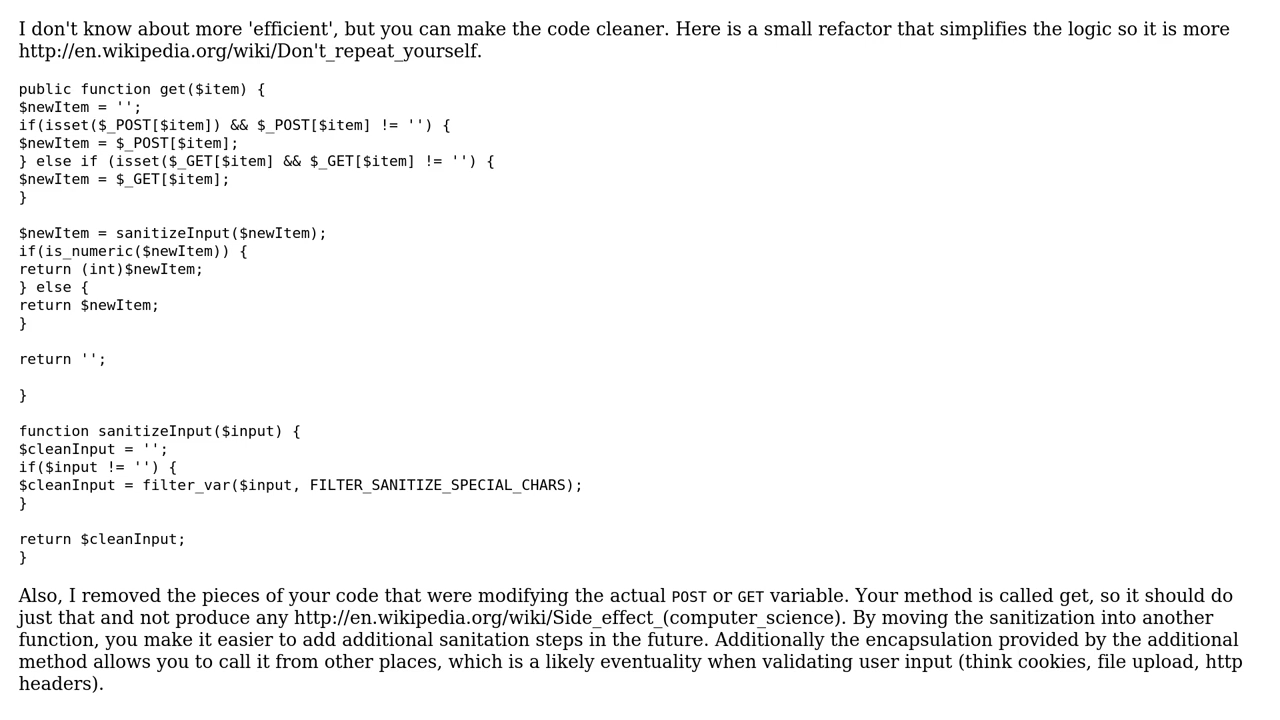 I don't know about more 'efficient', but you can make the code cleaner. Here is a small refactor that simplifies the logic so it is more
http://en.wikipedia.org/wiki/Don't_repeat_yourself.
public function get($item) {
$newItem = '';
if(isset($_POST[$item]) && $_POST[$item] != '') {
$newItem = $_POST[$item];
} else if (isset($_GET[$item] && $_GET[$item] != '') {
$newItem = $_GET[$item];
}
$newItem = sanitizeInput($newItem);
if(is_numeric($newItem)) {
return (int)$newItem;
} else {
return $newItem;
}
return '';
}
function sanitizeInput($input) {
$cleanInput = '';
if($input != '') {
$cleanInput = filter_var($input, FILTER_SANITIZE_SPECIAL_CHARS);
}
return $cleanInput;
}
Also, I removed the pieces of your code that were modifying the actual POST or GET variable. Your method is called get, so it should do
just that and not produce any http://en.wikipedia.org/wiki/Side_effect_(computer_science). By moving the sanitization into another
function, you make it easier to add additional sanitation steps in the future. Additionally the encapsulation provided by the additional
method allows you to call it from other places, which is a likely eventuality when validating user input (think cookies, file upload, http
headers).